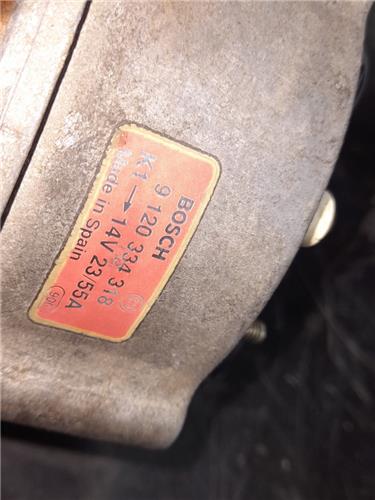 BOSCH
9 120 334 318
K1 → 14V 23/55A
Made in Spain